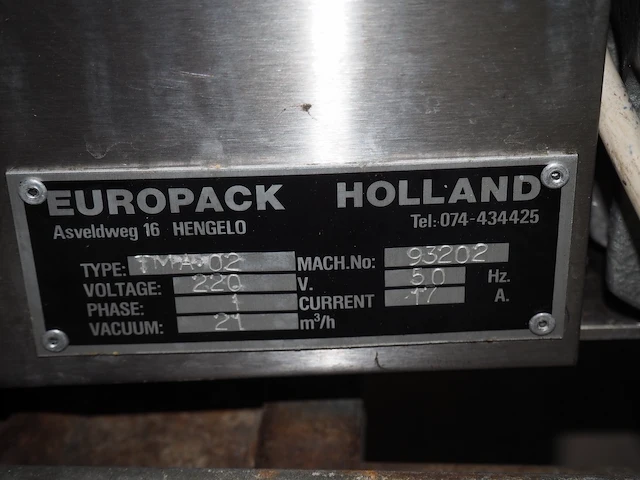 EUROPACK HOLLAND
Asveldweg 16 HENGELO Tel: 074-434425
TYPE: MACH.No: 93202
VOLTAGE: 220 V. 50 Hz.
PHASE: 1 CURRENT 17 A.
VACUUM: 21 m³/h